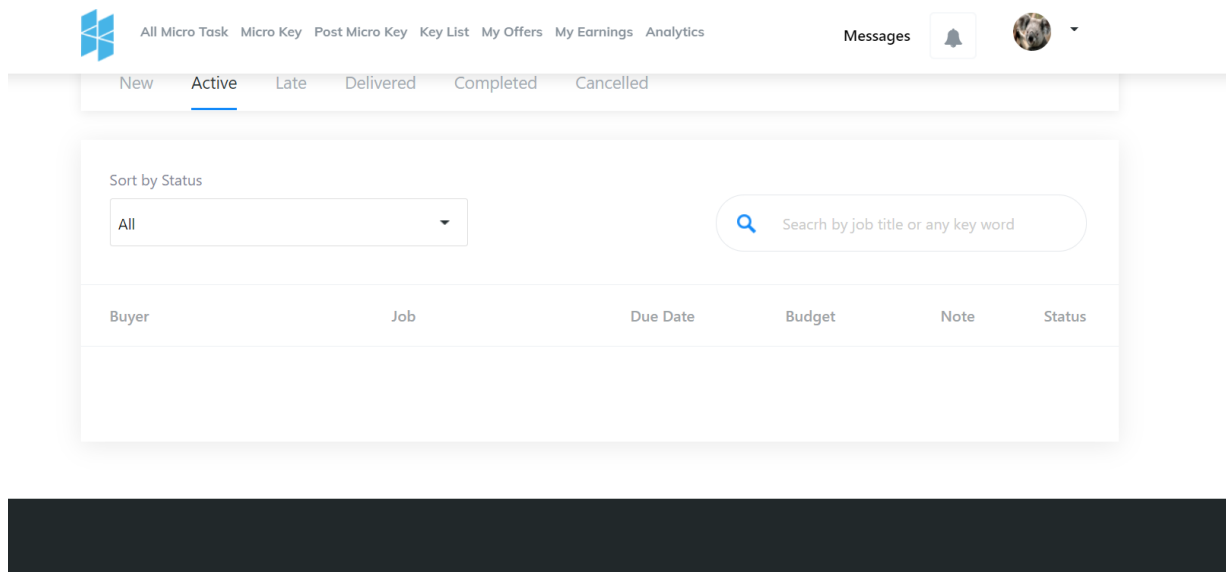 All Micro Task Micro Key Post Micro Key Key List My Offers My Earnings Analytics Messages
New Active Late Delivered Completed Cancelled
Sort by Status
All
Seacrh by job title or any key word
Buyer Job Due Date Budget Note Status